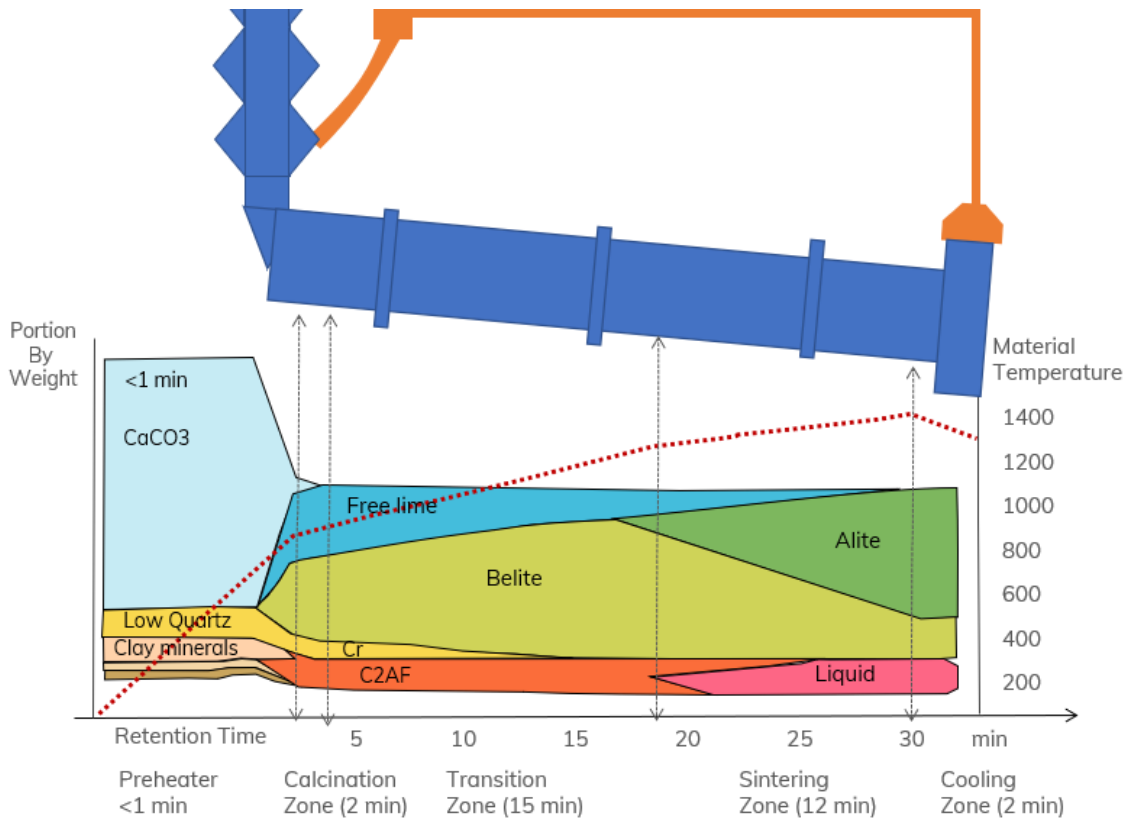 Portion
By
Weight
Material
Temperature
<1 min
CaCO3
Free lime
Alite
Belite
Low Quartz
Clay minerals
Cr
C2AF
Liquid
1400
1200
1000
800
600
400
200
Retention Time
5
10
15
20
25
30
min
Preheater
<1 min
Calcination
Zone (2 min)
Transition
Zone (15 min)
Sintering
Zone (12 min)
Cooling
Zone (2 min)